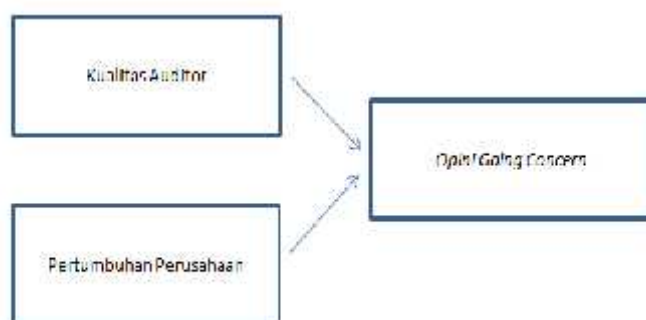 Kualitas Auditor
Opini Going Concern
Pertumbuhan Perusahaan